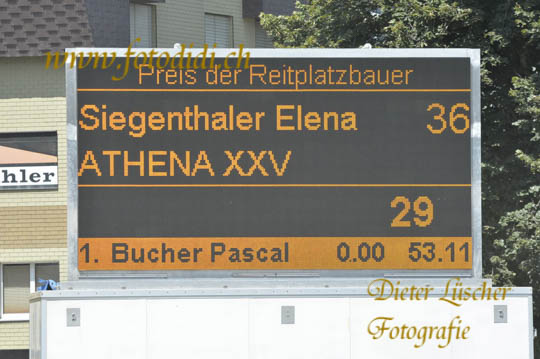 www.fotodidi.ch
Preis der Reitplatzbauer
Siegenthaler Elena 36
ATHENA XXV
hler
29
1. Bucher Pascal 0.00 53.11
Dieter Lüscher
Fotografie